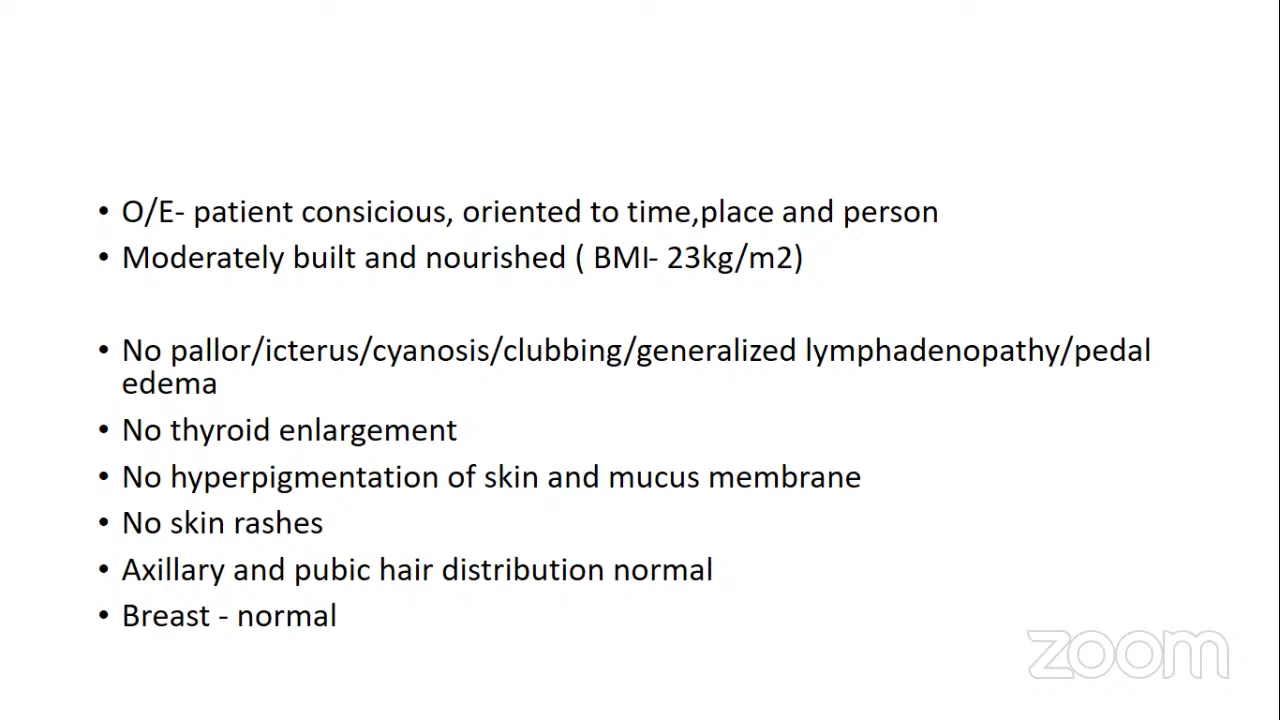 • O/E- patient consicious, oriented to time,place and person
• Moderately built and nourished ( BMI- 23kg/m2)
• No pallor/icterus/cyanosis/clubbing/generalized lymphadenopathy/pedal
edema
• No thyroid enlargement
• No hyperpigmentation of skin and mucus membrane
• No skin rashes
• Axillary and pubic hair distribution normal
• Breast - normal
zoom